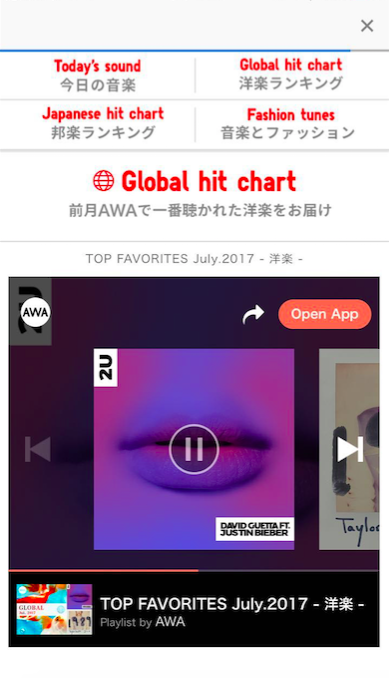 Today's sound
今日の音楽
Global hit chart
洋楽ランキング
Japanese hit chart
邦楽ランキング
Fashion tunes
音楽とファッション
Global hit chart
前月AWAで一番聴かれた洋楽をお届け
TOP FAVORITES July.2017 - 洋楽 -
2U
AWA
Open App
2U
DAVID GUETTA FT.
JUSTIN BIEBER
Taylor
GLOBAL
TOP FAVORITES July.2017 - 洋楽 -
Playlist by AWA